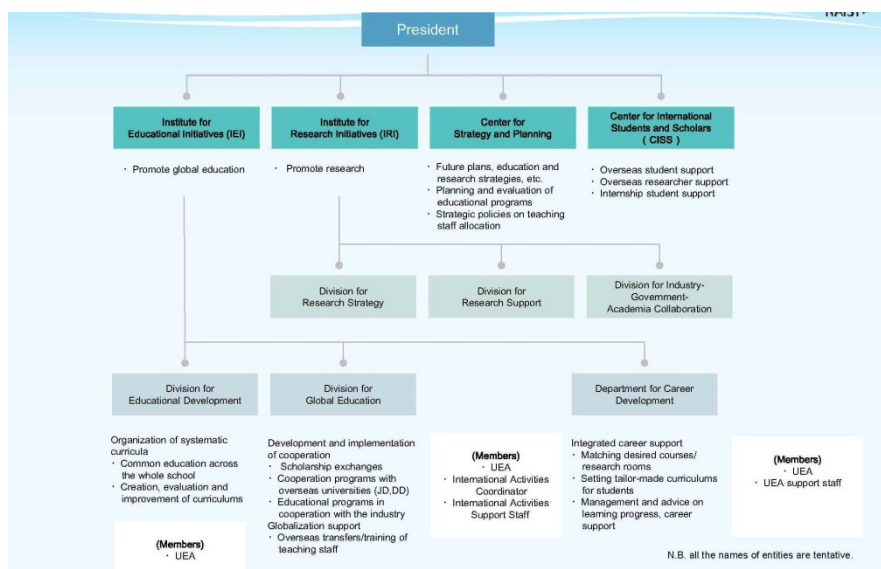 NAIST
President
Institute for
Educational Initiatives (IEI)
Institute for
Research Initiatives (IRI)
Center for
Strategy and Planning
Center for International
Students and Scholars
( CISS )
・ Promote global education
・ Promote research
・ Future plans, education and
research strategies, etc.
・ Planning and evaluation of
educational programs
・ Strategic policies on teaching
staff allocation
・ Overseas student support
・ Overseas researcher support
・ Internship student support
Division for
Research Strategy
Division for
Research Support
Division for Industry-
Government-
Academia Collaboration
Division for
Educational Development
Division for
Global Education
Department for Career
Development
Organization of systematic
curricula
・ Common education across
the whole school
・ Creation, evaluation and
improvement of curriculums
(Members)
・ UEA
Development and implementation
of cooperation
・ Scholarship exchanges
・ Cooperation programs with
overseas universities (JD,DD)
・ Educational programs in
cooperation with the industry
Globalization support
・ Overseas transfers/training of
teaching staff
(Members)
・ UEA
・ International Activities
Coordinator
・ International Activities
Support Staff
Integrated career support
・ Matching desired courses/
research rooms
・ Setting tailor-made curriculums
for students
・ Management and advice on
learning progress, career
support
(Members)
・ UEA
・ UEA support staff
N.B. all the names of entities are tentative.